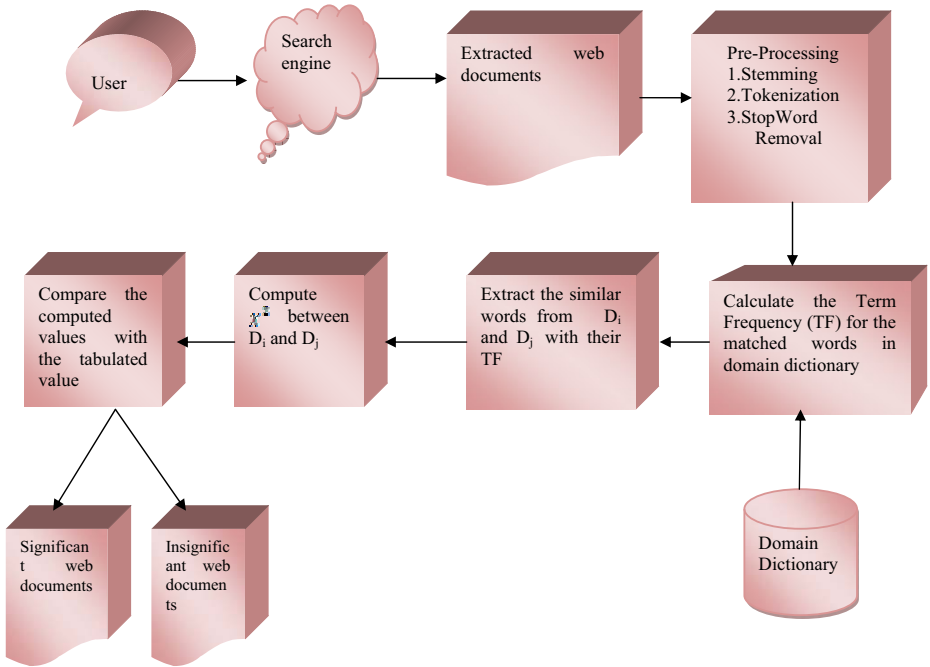 User
Search
engine
Extracted web
documents
Pre-Processing
1.Stemming
2.Tokenization
3.StopWord
Removal
Compare the
computed
values with
the tabulated
value
Compute
χ² between
Di and Dj
Extract the similar
words from Di
and Dj with their
TF
Calculate the Term
Frequency (TF) for the
matched words in
domain dictionary
Significan
t web
documents
Insignific
ant web
documen
ts
Domain
Dictionary